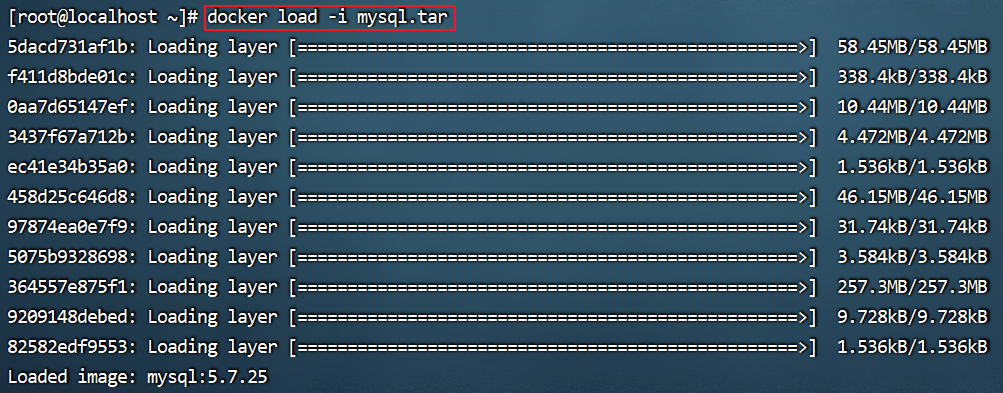 [root@localhost ~]# docker load -i mysql.tar
5dacd731af1b: Loading layer [==================================================>]  58.45MB/58.45MB
f411d8bde01c: Loading layer [==================================================>]  338.4kB/338.4kB
0aa7d65147ef: Loading layer [==================================================>]  10.44MB/10.44MB
3437f67a712b: Loading layer [==================================================>]  4.472MB/4.472MB
ec41e34b35a0: Loading layer [==================================================>]  1.536kB/1.536kB
458d25c646d8: Loading layer [==================================================>]  46.15MB/46.15MB
97874ea0e7f9: Loading layer [==================================================>]  31.74kB/31.74kB
5075b9328698: Loading layer [==================================================>]  3.584kB/3.584kB
364557e875f1: Loading layer [==================================================>]  257.3MB/257.3MB
9209148debed: Loading layer [==================================================>]  9.728kB/9.728kB
82582edf9553: Loading layer [==================================================>]  1.536kB/1.536kB
Loaded image: mysql:5.7.25